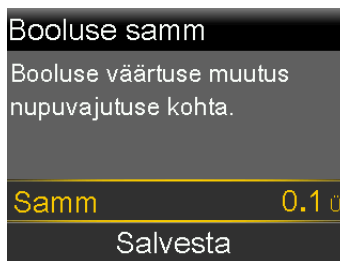 Booluse samm
Booluse väärtuse muutus
nupuvajutuse kohta.
Samm 0.1 ü
Salvesta